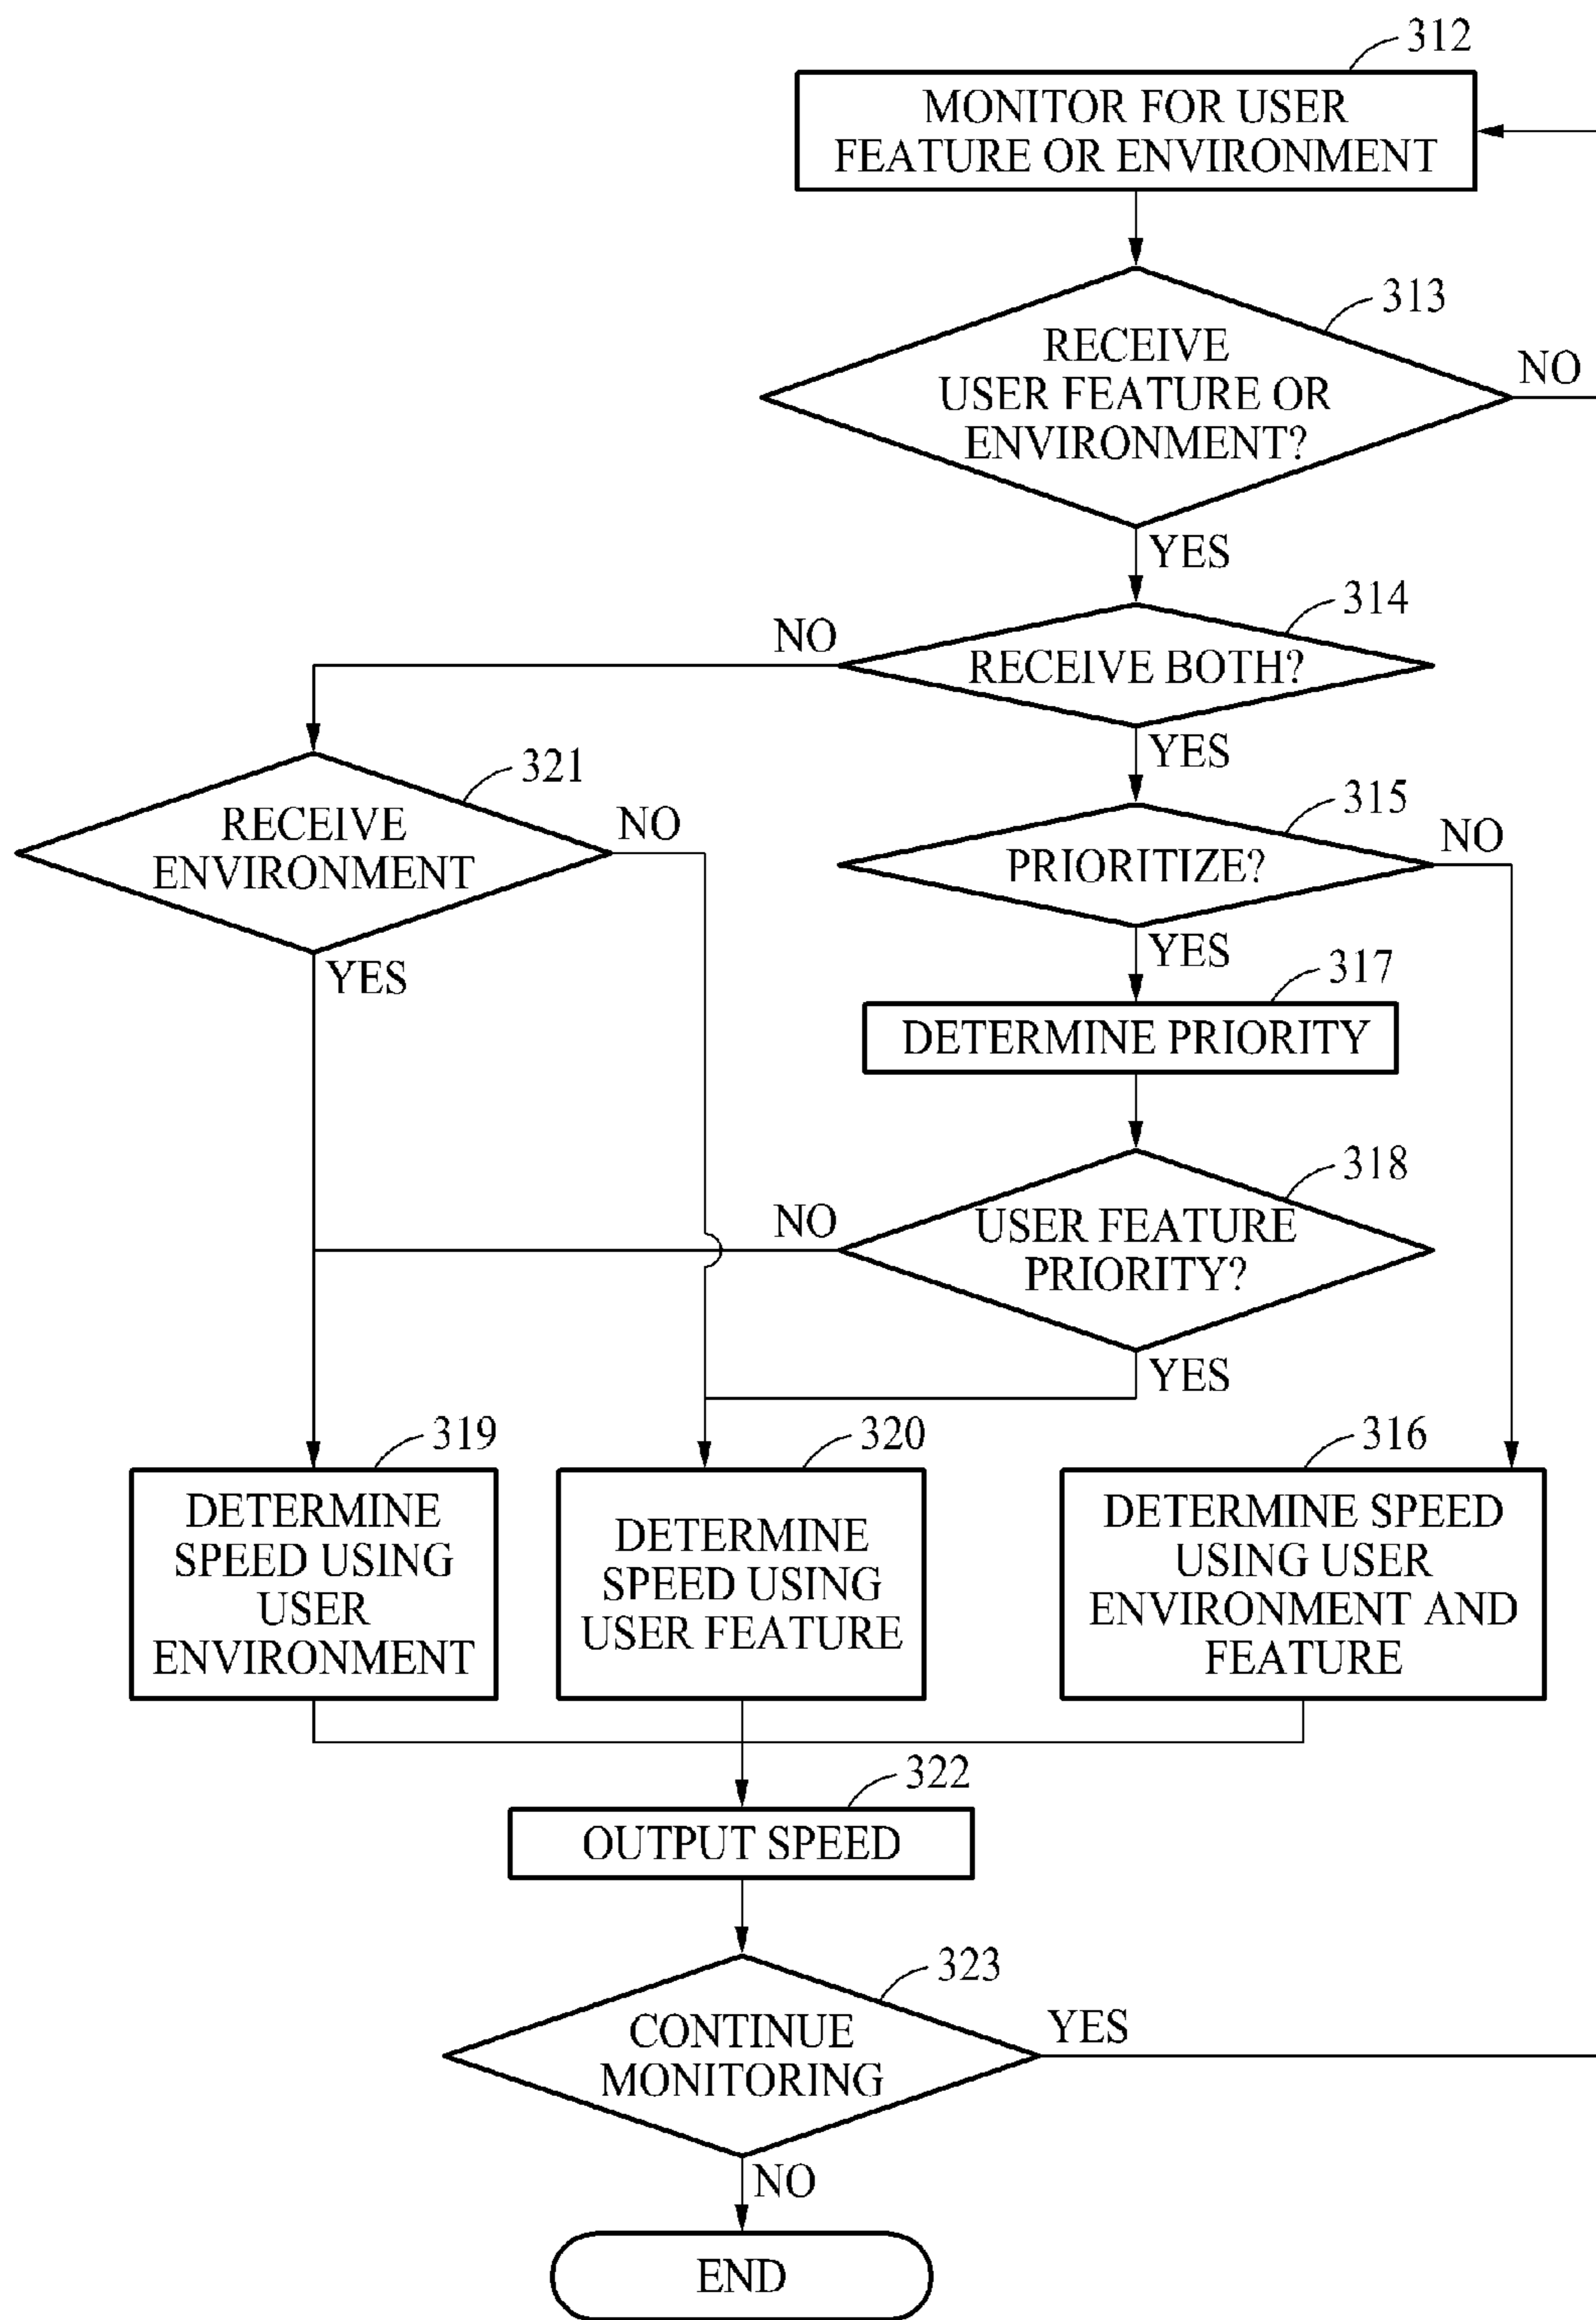 312
MONITOR FOR USER
FEATURE OR ENVIRONMENT
313
RECEIVE
USER FEATURE OR
ENVIRONMENT?
NO
YES
314
NO
RECEIVE BOTH?
YES
321
RECEIVE
ENVIRONMENT
NO
YES
315
PRIORITIZE?
NO
YES
317
DETERMINE PRIORITY
318
NO
USER FEATURE
PRIORITY?
YES
319
DETERMINE
SPEED USING
USER
ENVIRONMENT
320
DETERMINE
SPEED USING
USER FEATURE
316
DETERMINE SPEED
USING USER
ENVIRONMENT AND
FEATURE
322
OUTPUT SPEED
323
CONTINUE
MONITORING
YES
NO
END